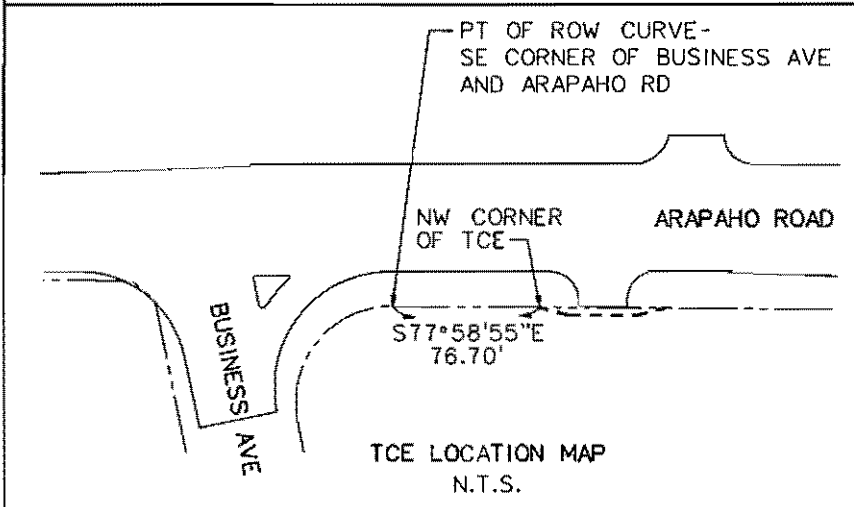 PT OF ROW CURVE-
SE CORNER OF BUSINESS AVE
AND ARAPAHO RD
NW CORNER
OF TCE
ARAPAHO ROAD
S77°58'55"E
76.70'
BUSINESS AVE
TCE LOCATION MAP
N.T.S.